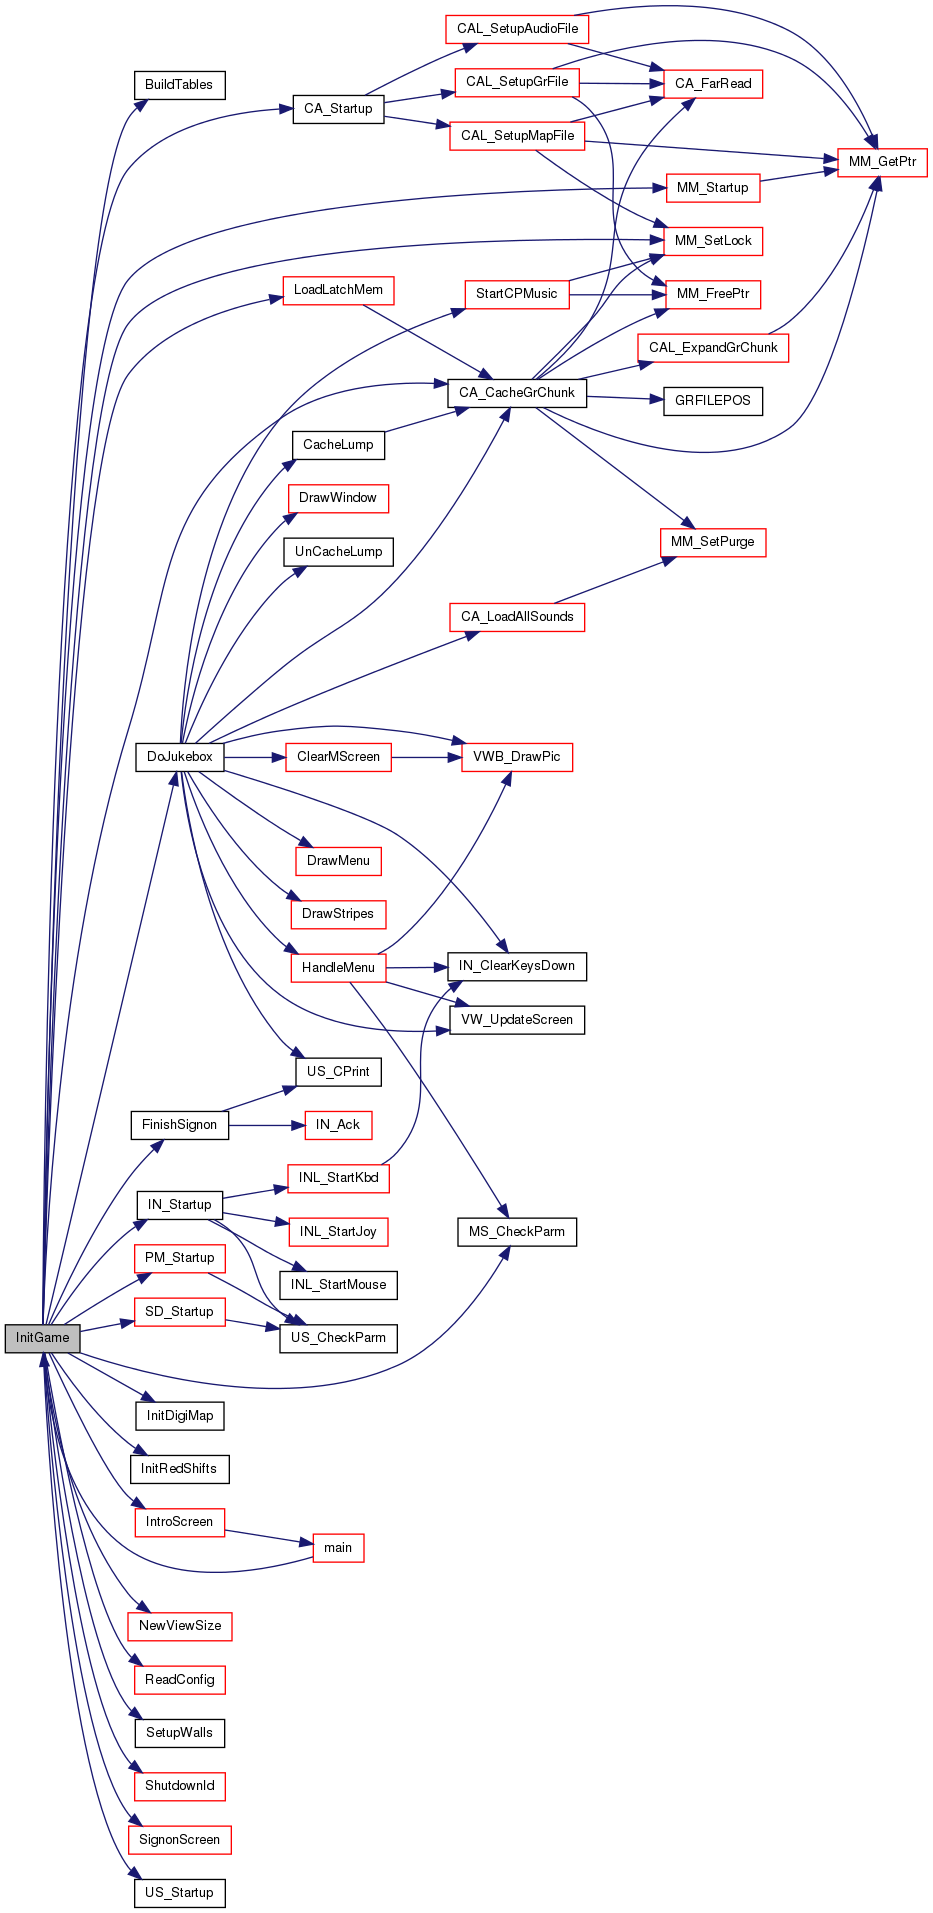 CAL_SetupAudioFile
BuildTables
CAL_SetupGrFile
CA_FarRead
CA_Startup
CAL_SetupMapFile
MM_GetPtr
MM_Startup
MM_SetLock
LoadLatchMem
StartCPMusic
MM_FreePtr
CAL_ExpandGrChunk
CA_CacheGrChunk
GRFILEPOS
CacheLump
DrawWindow
MM_SetPurge
UnCacheLump
CA_LoadAllSounds
DoJukebox
ClearMScreen
VWB_DrawPic
DrawMenu
DrawStripes
HandleMenu
IN_ClearKeysDown
VW_UpdateScreen
US_CPrint
FinishSignon
IN_Ack
INL_StartKbd
IN_Startup
INL_StartJoy
MS_CheckParm
PM_Startup
INL_StartMouse
SD_Startup
InitGame
US_CheckParm
InitDigiMap
InitRedShifts
IntroScreen
main
NewViewSize
ReadConfig
SetupWalls
ShutdownId
SignonScreen
US_Startup